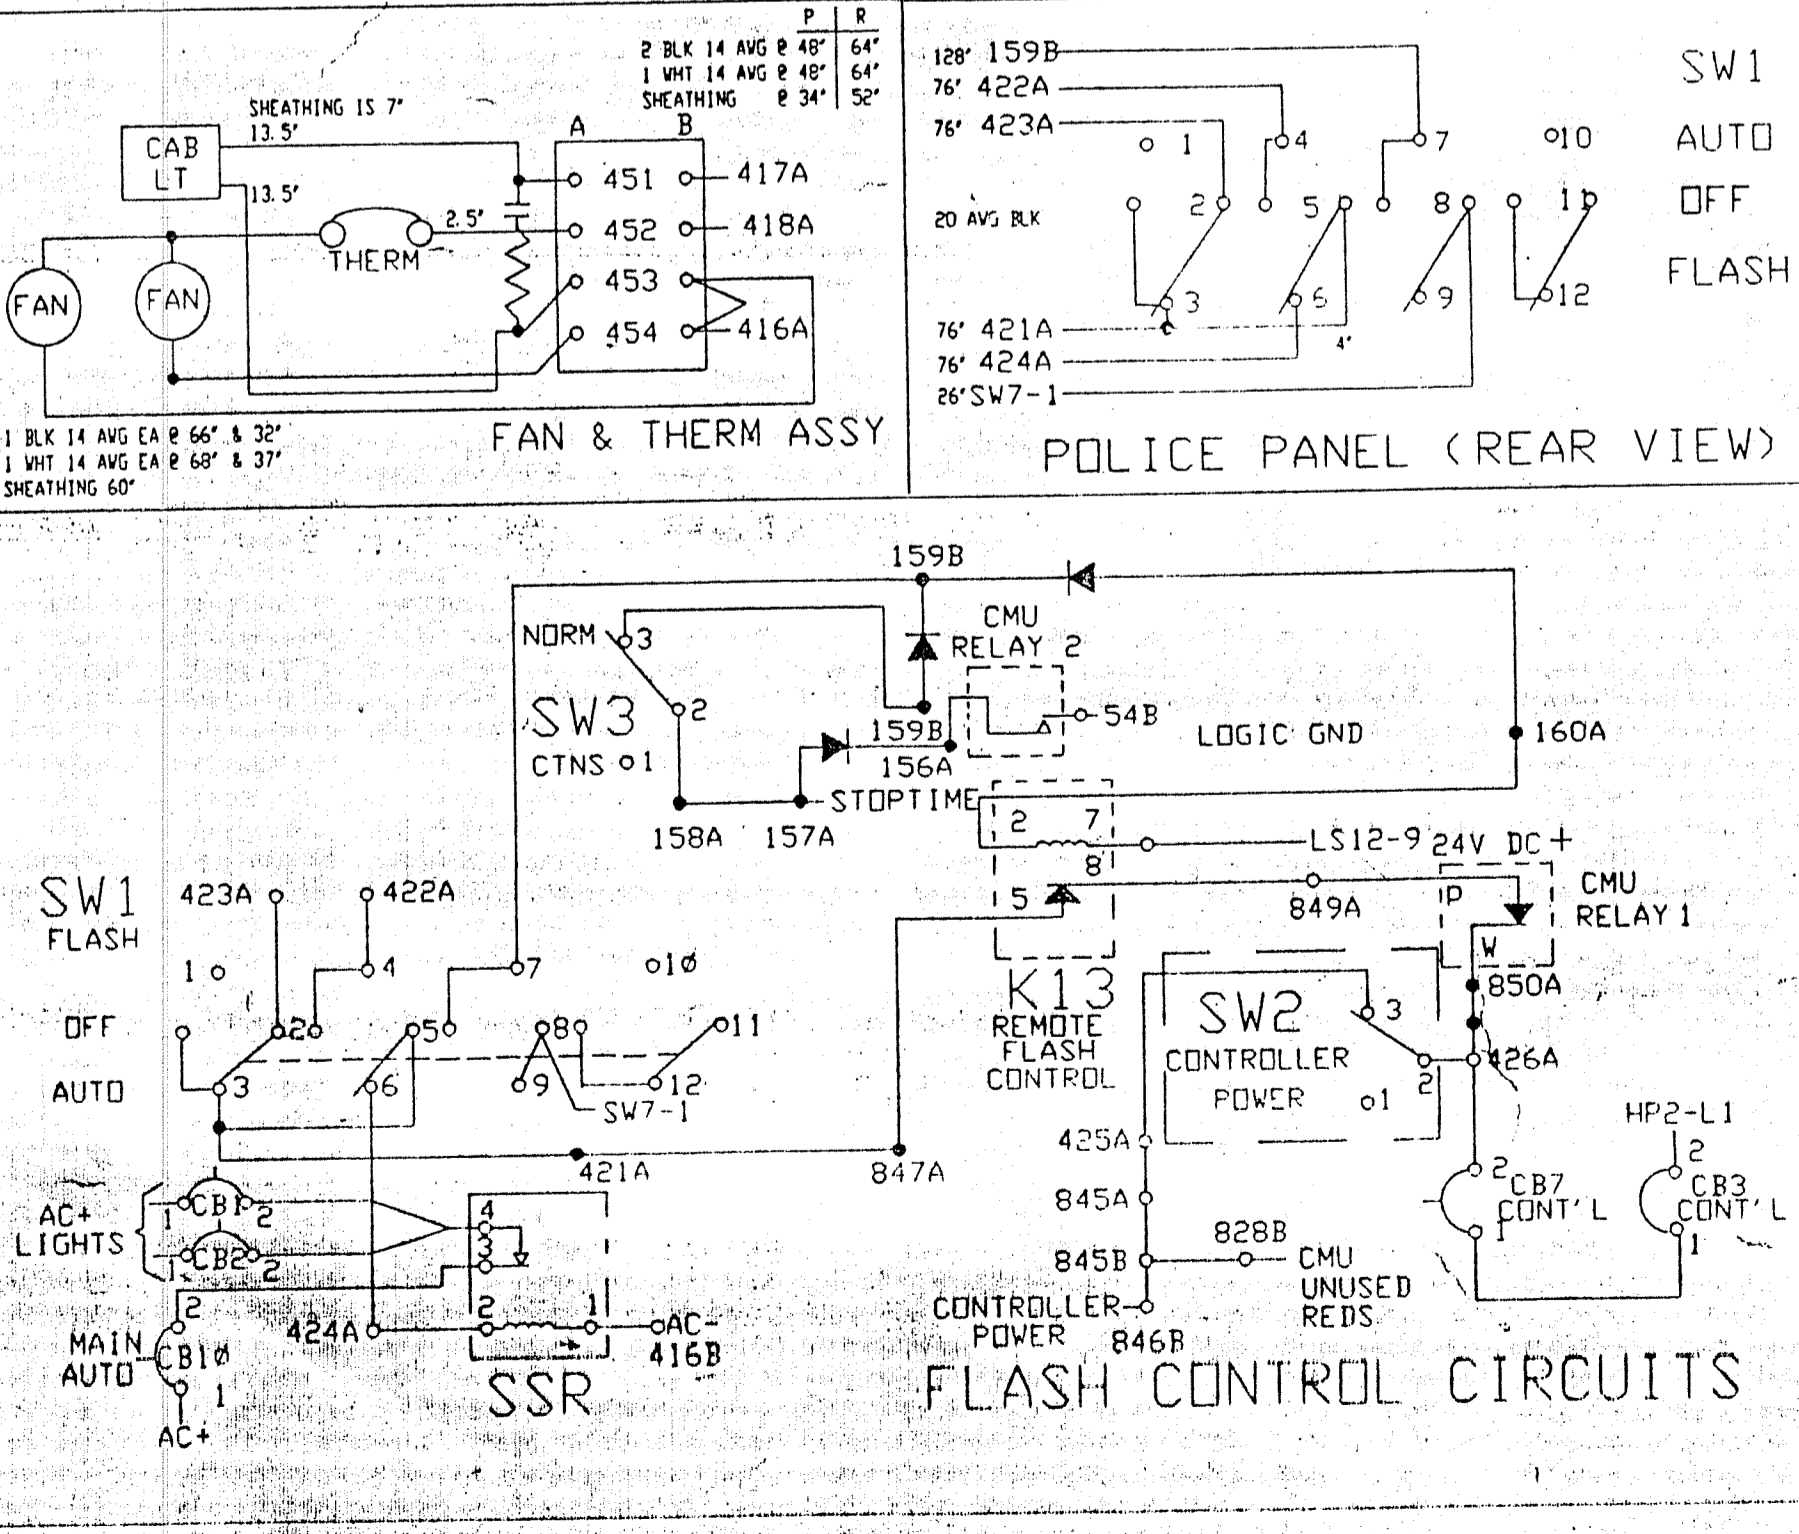 P R
2 BLK 14 AWG @ 48" 64"
1 WHT 14 AWG @ 48" 64"
SHEATHING @ 34" 52"
SHEATHING IS 7"
13.5"
CAB
LT
13.5"
2.5"
THERM
FAN
FAN
A B
451 417A
452 418A
453
454 416A
1 BLK 14 AWG EA @ 66" & 32"
1 WHT 14 AWG EA @ 68" & 37"
SHEATHING 60"
FAN & THERM ASSY
128" 159B
76" 422A
76" 423A
SW1
AUTO
OFF
FLASH
1 4 7 10
2 5 8 11
20 AVG BLK
3 6 9 12
76" 421A
4"
76" 424A
26" SW7-1
POLICE PANEL (REAR VIEW)
159B
NORM 3
CMU
RELAY 2
SW3
2
CTNS 1
159B
156A
54B
LOGIC GND
160A
STOPTIME
158A 157A
2 7
8
5
LS12-9 24V DC+
849A
P
W
CMU
RELAY 1
850A
K13
REMOTE
FLASH
CONTROL
SW1
FLASH
423A 422A
1 4 7 10
OFF
2 5 8 11
AUTO
3 6 9 12
SW7-1
421A 847A
SW2
CONTROLLER
POWER
3
2
1
426A
425A
845A
845B
828B
CMU
UNUSED
REDS
CONTROLLER
POWER
846B
HP2-L1
2
CB7
CONT'L
1
2
CB3
CONT'L
1
AC+
LIGHTS
1 CB1 2
1 CB2 2
4
3
2 1
424A
AC-
416B
SSR
2
MAIN
AUTO
CB10
1
AC+
FLASH CONTROL CIRCUITS